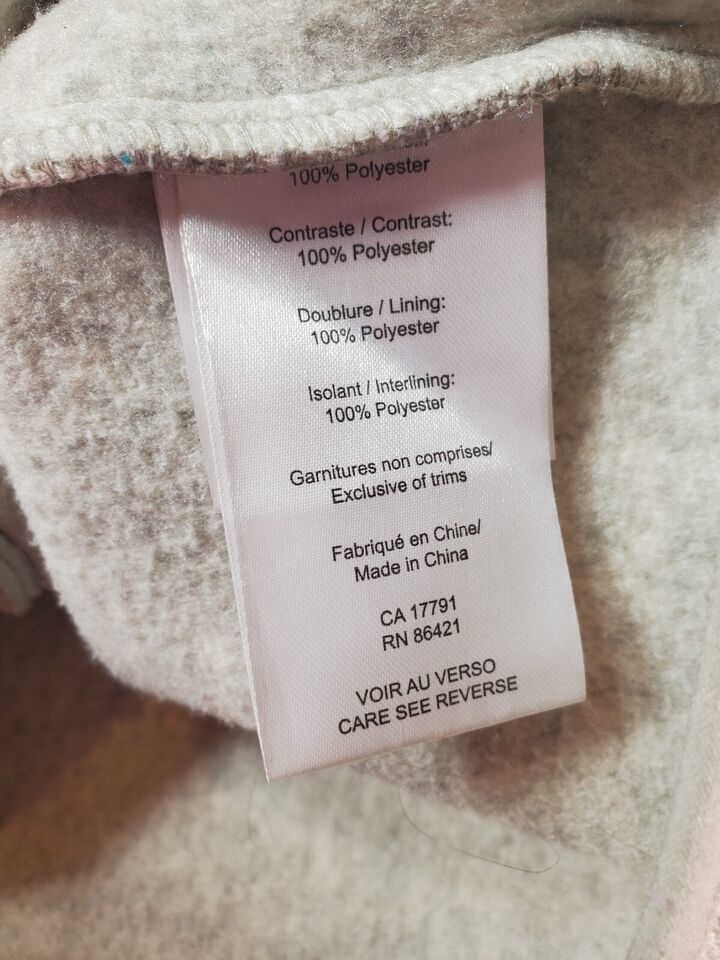 100% Polyester
Contraste / Contrast:
100% Polyester
Doublure / Lining:
100% Polyester
Isolant / Interlining:
100% Polyester
Garnitures non comprises/
Exclusive of trims
Fabriqué en Chine/
Made in China
CA 17791
RN 86421
VOIR AU VERSO
CARE SEE REVERSE